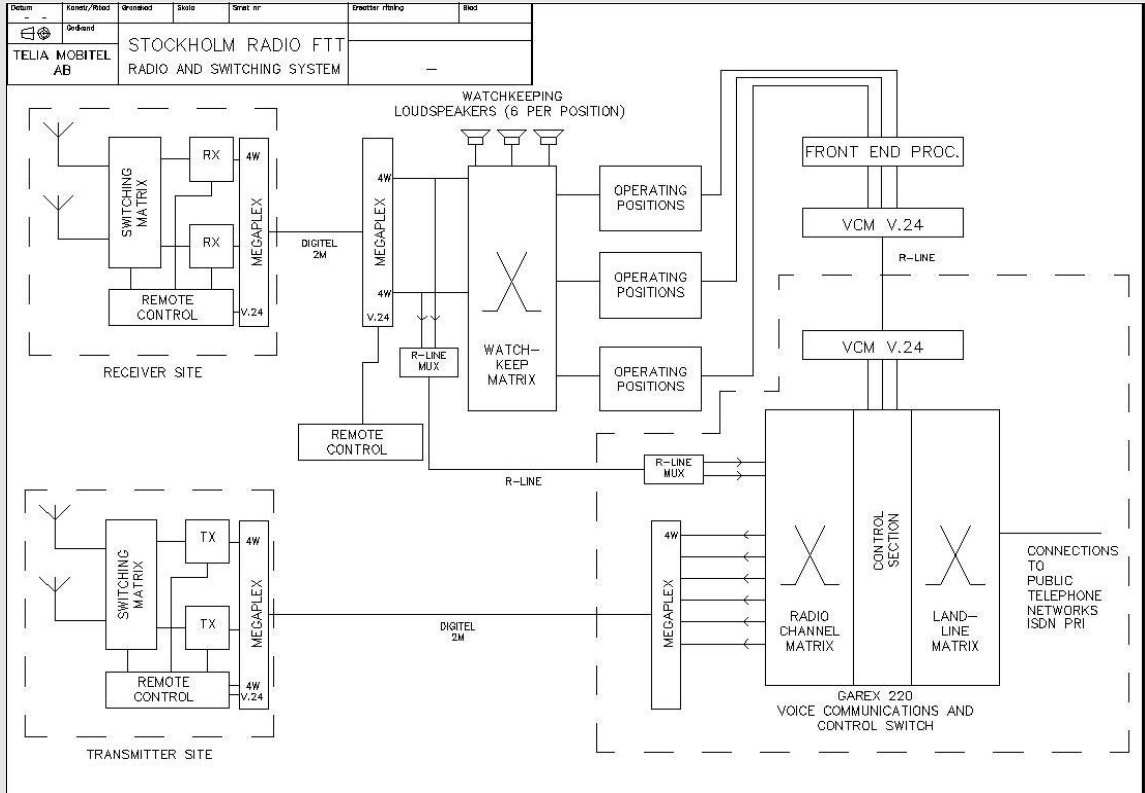 Datum
Konstr/Ritad
Granskad
Skala
Smst nr
Ersatter ritning
Blad
- -
Godkand
TELIA MOBITEL
AB
STOCKHOLM RADIO FTT
RADIO AND SWITCHING SYSTEM
—
WATCHKEEPING
LOUDSPEAKERS (6 PER POSITION)
SWITCHING
MATRIX
RX
RX
4W
MEGAPLEX
V.24
REMOTE
CONTROL
RECEIVER SITE
DIGITEL
2M
4W
MEGAPLEX
4W
V.24
R-LINE
MUX
REMOTE
CONTROL
WATCH-
KEEP
MATRIX
OPERATING
POSITIONS
OPERATING
POSITIONS
OPERATING
POSITIONS
FRONT END PROC.
VCM V.24
R-LINE
VCM V.24
R-LINE
R-LINE
MUX
SWITCHING
MATRIX
TX
TX
4W
MEGAPLEX
4W
V.24
REMOTE
CONTROL
TRANSMITTER SITE
DIGITEL
2M
4W
MEGAPLEX
RADIO
CHANNEL
MATRIX
CONTROL
SECTION
LAND-
LINE
MATRIX
CONNECTIONS
TO
PUBLIC
TELEPHONE
NETWORKS
ISDN PRI
GAREX 220
VOICE COMMUNICATIONS AND
CONTROL SWITCH